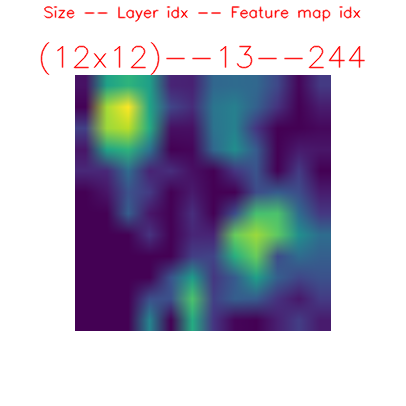 Size -- Layer idx -- Feature map idx
(12x12)--13--244